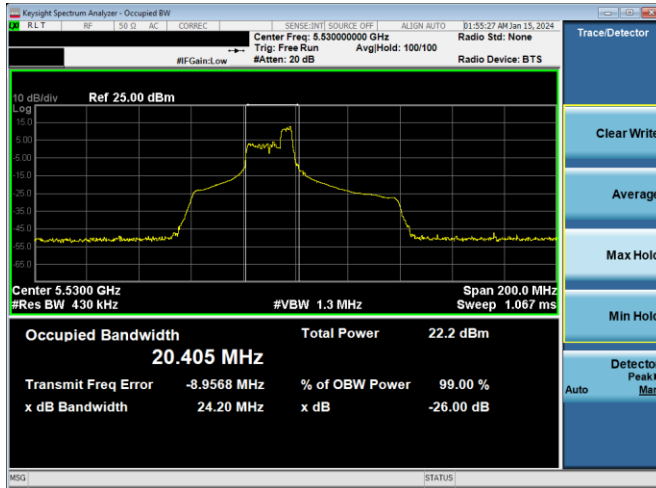 Keysight Spectrum Analyzer - Occupied BW
RLT RF 50 Ω AC CORREC SENSE:INT SOURCE OFF ALIGN AUTO 01:55:27 AM Jan 15, 2024
Center Freq: 5.530000000 GHz Radio Std: None
Trig: Free Run Avg|Hold: 100/100
#IFGain:Low #Atten: 20 dB Radio Device: BTS
10 dB/div Ref 25.00 dBm
Log
15.0
5.00
-5.00
-15.0
-25.0
-35.0
-45.0
-55.0
-65.0
Center 5.5300 GHz Span 200.0 MHz
#Res BW 430 kHz #VBW 1.3 MHz Sweep 1.067 ms
Occupied Bandwidth Total Power 22.2 dBm
20.405 MHz
Transmit Freq Error -8.9568 MHz % of OBW Power 99.00 %
x dB Bandwidth 24.20 MHz x dB -26.00 dB
MSG STATUS
Trace/Detector
Clear Write
Average
Max Hold
Min Hold
Detector
Peak
Auto Man